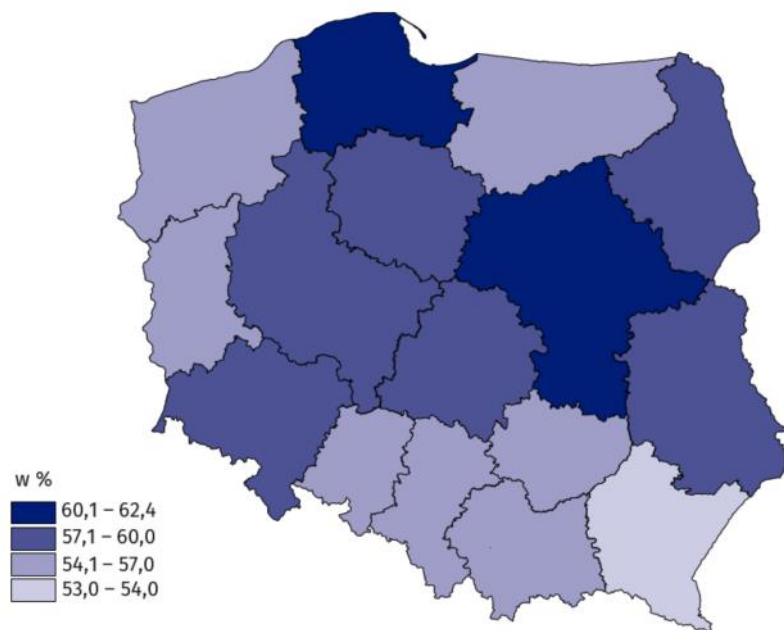 w %
60,1 – 62,4
57,1 – 60,0
54,1 – 57,0
53,0 – 54,0